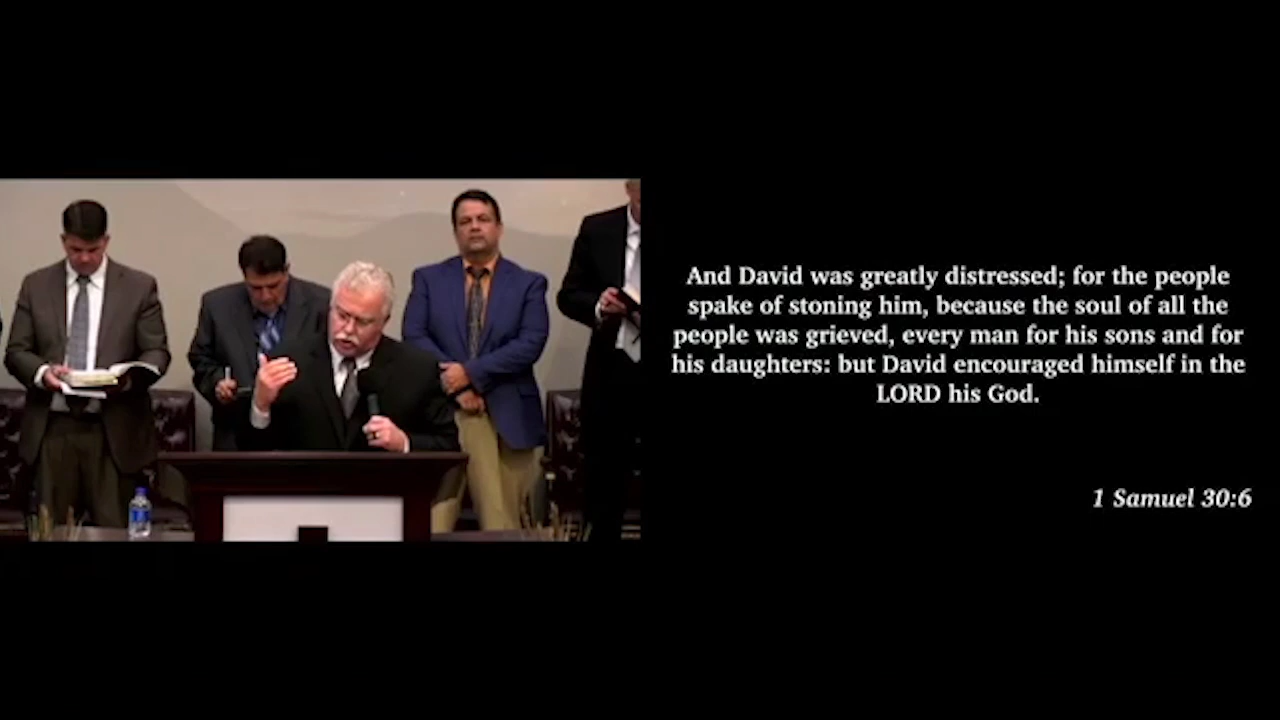 And David was greatly distressed; for the people
spake of stoning him, because the soul of all the
people was grieved, every man for his sons and for
his daughters: but David encouraged himself in the
LORD his God.
1 Samuel 30:6